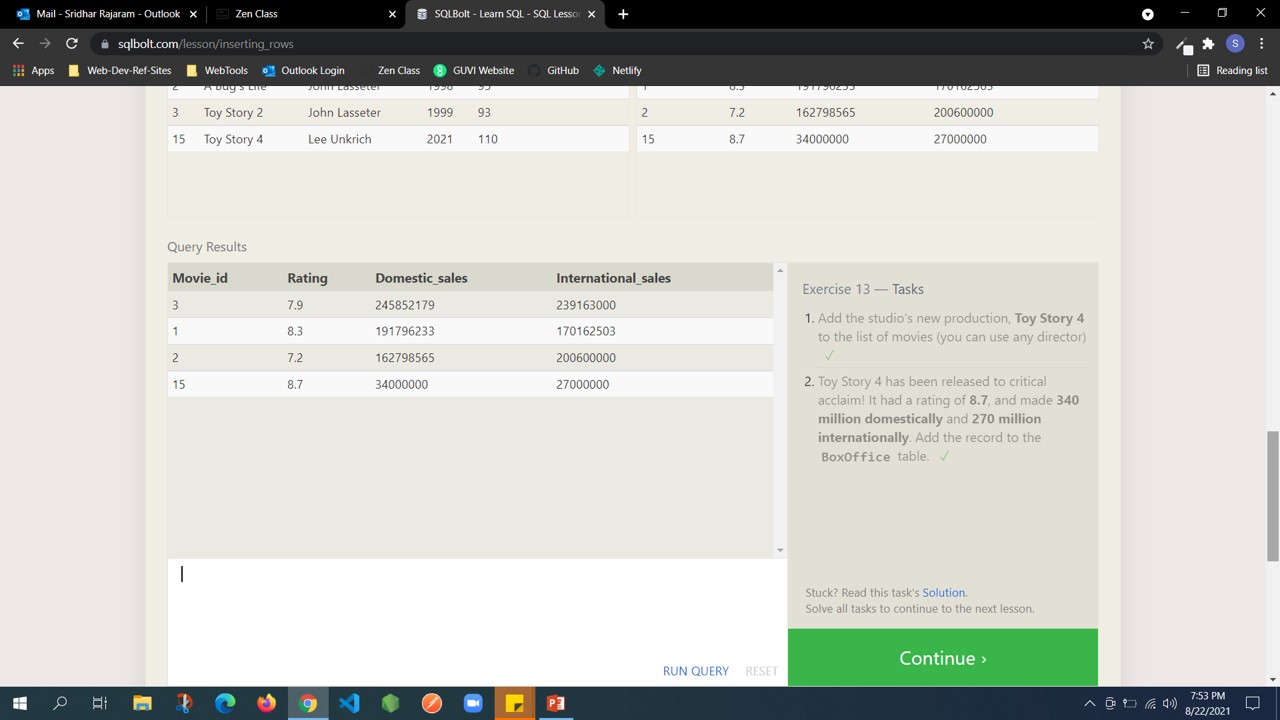 Mail - Sridhar Rajaram - Outlook
Zen Class
SQLBolt - Learn SQL - SQL Lesson
sqlbolt.com/lesson/inserting_rows
S
Apps Web-Dev-Ref-Sites WebTools Outlook Login Zen Class GUVI Website GitHub Netlify Reading list
2 A Bug's Life John Lasseter 1998 95 1 8.3 191796233 170162503
3 Toy Story 2 John Lasseter 1999 93 2 7.2 162798565 200600000
15 Toy Story 4 Lee Unkrich 2021 110 15 8.7 34000000 27000000
Query Results
Movie_id Rating Domestic_sales International_sales
3 7.9 245852179 239163000
1 8.3 191796233 170162503
2 7.2 162798565 200600000
15 8.7 34000000 27000000
Exercise 13 — Tasks
1. Add the studio's new production, Toy Story 4
to the list of movies (you can use any director)
✓
2. Toy Story 4 has been released to critical
acclaim! It had a rating of 8.7, and made 340
million domestically and 270 million
internationally. Add the record to the
BoxOffice table. ✓
Stuck? Read this task's Solution.
Solve all tasks to continue to the next lesson.
RUN QUERY RESET
Continue ›
7:53 PM
8/22/2021